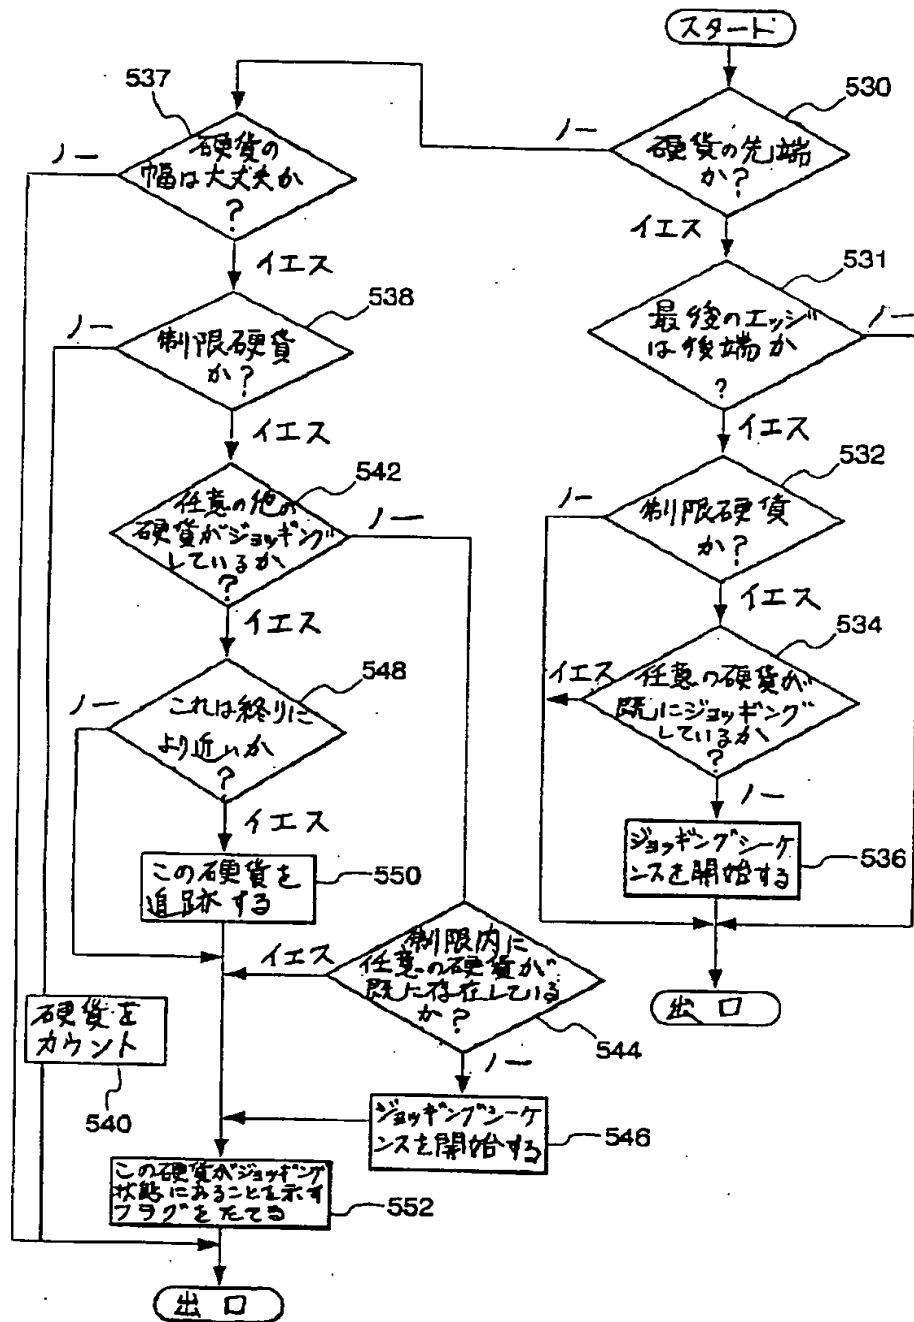 スタート
530
硬貨の先端
か?
ノー
イエス
531
最後のエッジ
は後端か
?
ノー
イエス
532
制限硬貨
か?
ノー
イエス
534
任意の硬貨が
既にジョッギング
しているか
?
イエス
ノー
ジョッギングシーケ
ンスを開始する
536
出口
537
硬貨の
幅は大丈夫か
?
ノー
イエス
538
制限硬貨
か?
ノー
イエス
542
任意の他の
硬貨がジョッギング
しているか
?
ノー
イエス
548
これは終りに
より近いか
?
ノー
イエス
この硬貨を
追跡する
550
制限内に
任意の硬貨が
既に存在している
か?
544
イエス
ノー
硬貨を
カウント
540
ジョッギングシーケ
ンスを開始する
546
この硬貨がジョッギング
状態にあることを示す
フラグをたてる
552
出口